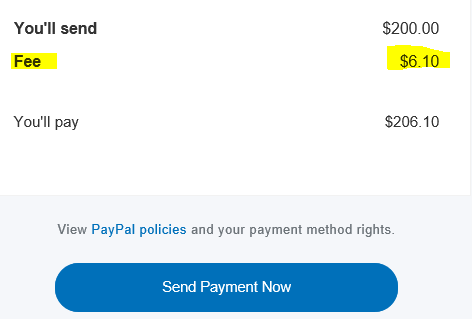 You'll send $200.00
Fee $6.10
You'll pay $206.10
View PayPal policies and your payment method rights.
Send Payment Now